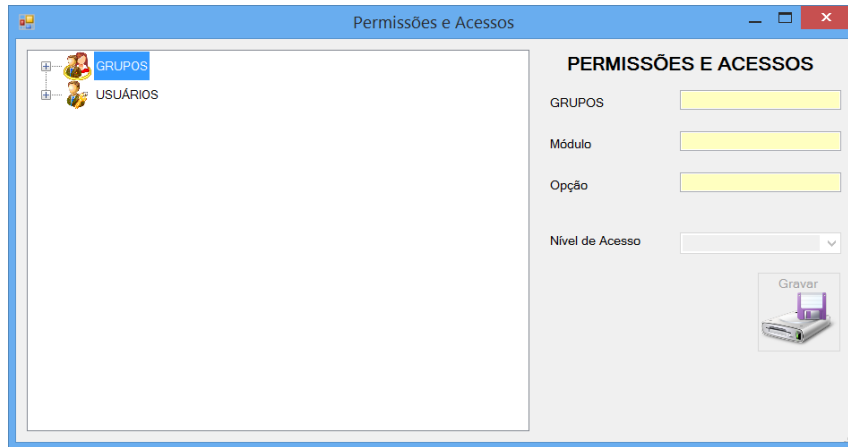 Permissões e Acessos
GRUPOS
USUÁRIOS
PERMISSÕES E ACESSOS
GRUPOS
Módulo
Opção
Nível de Acesso
Gravar